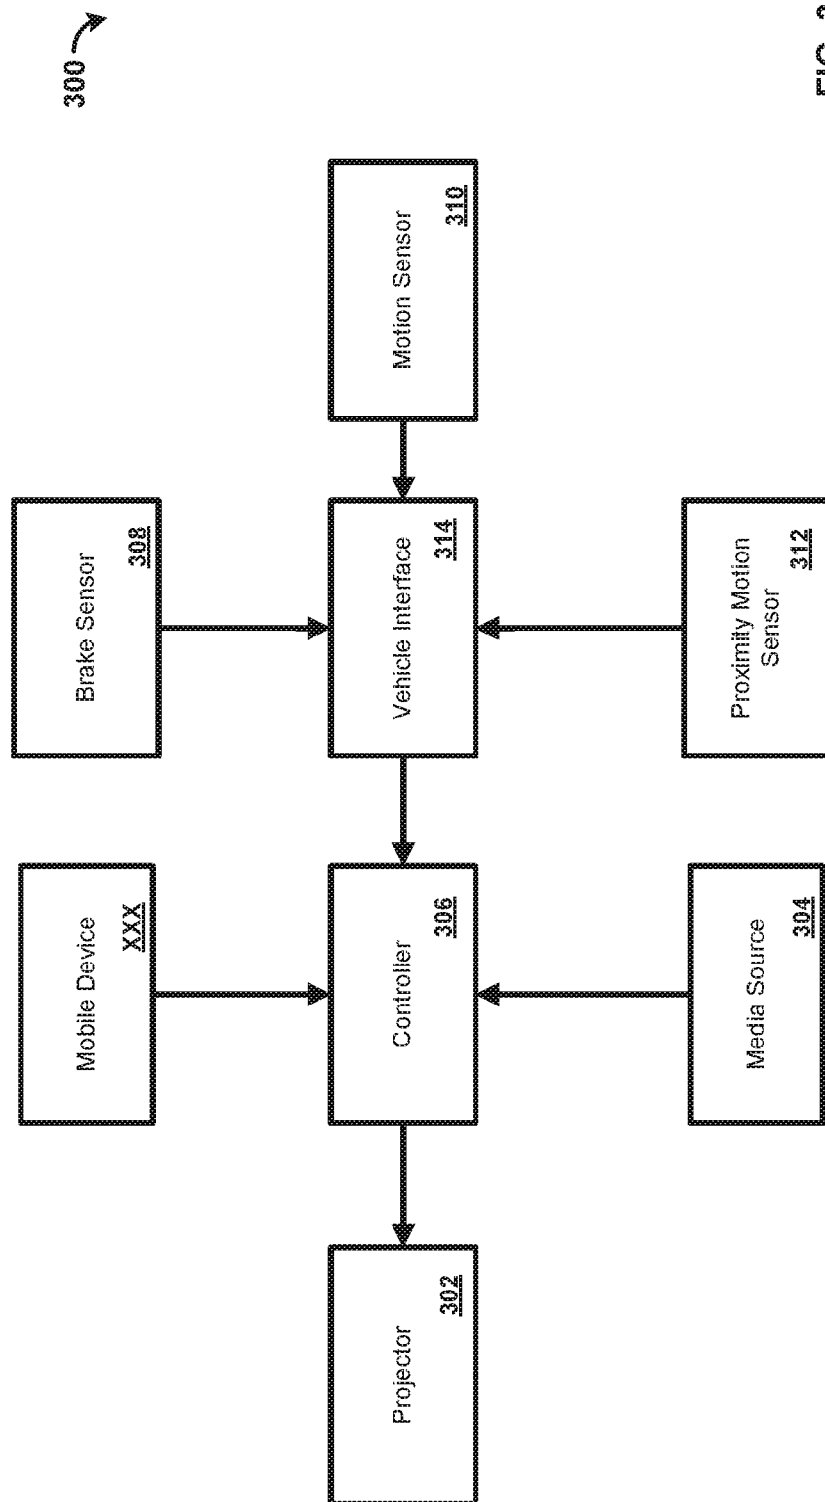 300
Mobile Device
XXX
Brake Sensor
308
Projector
302
Controller
306
Vehicle Interface
314
Motion Sensor
310
Media Source
304
Proximity Motion
Sensor
312
FIG.